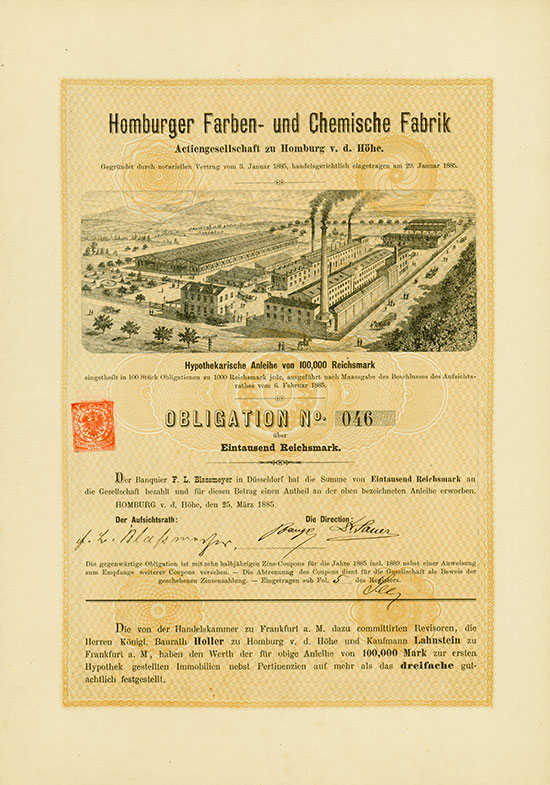 Homburger Farben- und Chemische Fabrik
Actiengesellschaft zu Homburg v. d. Höhe.
Gegründet durch notariellen Vertrag vom 3. Januar 1885, handelsgerichtlich eingetragen am 29. Januar 1885.
Hypothekarische Anleihe von 100,000 Reichsmark
eingetheilt in 100 Stück Obligationen zu 1000 Reichsmark jede, ausgeführt nach Maassgabe des Beschlusses des Aufsichts-
rathes vom 6. Februar 1885.
OBLIGATION No. 046
über
Eintausend Reichsmark.
Der Banquier F. L. Blassmeyer in Düsseldorf hat die Summe von Eintausend Reichsmark an
die Gesellschaft bezahlt und für diesen Betrag einen Antheil an der oben bezeichneten Anleihe erworben,
HOMBURG v. d. Höhe, den 25. März 1885.
Der Aufsichtsrath: Die Direction:
Die gegenwärtige Obligation ist mit zehn halbjährigen Zins-Coupons für die Jahre 1885 incl. 1889 nebst einer Anweisung
zum Empfange weiterer Coupons versehen. — Die Abtrennung des Coupons dient für die Gesellschaft als Beweis der
geschehenen Zinsenzahlung. — Eingetragen sub Fol. 5 des Registers.
Die von der Handelskammer zu Frankfurt a. M. dazu committirten Revisoren, die
Herren Königl. Baurath Holler zu Homburg v. d. Höhe und Kaufmann Lahnstein zu
Frankfurt a. M., haben den Werth der für obige Anleihe von 100,000 Mark zur ersten
Hypothek gestellten Immobilien nebst Pertinenzien auf mehr als das dreifache gut-
achtlich festgestellt.